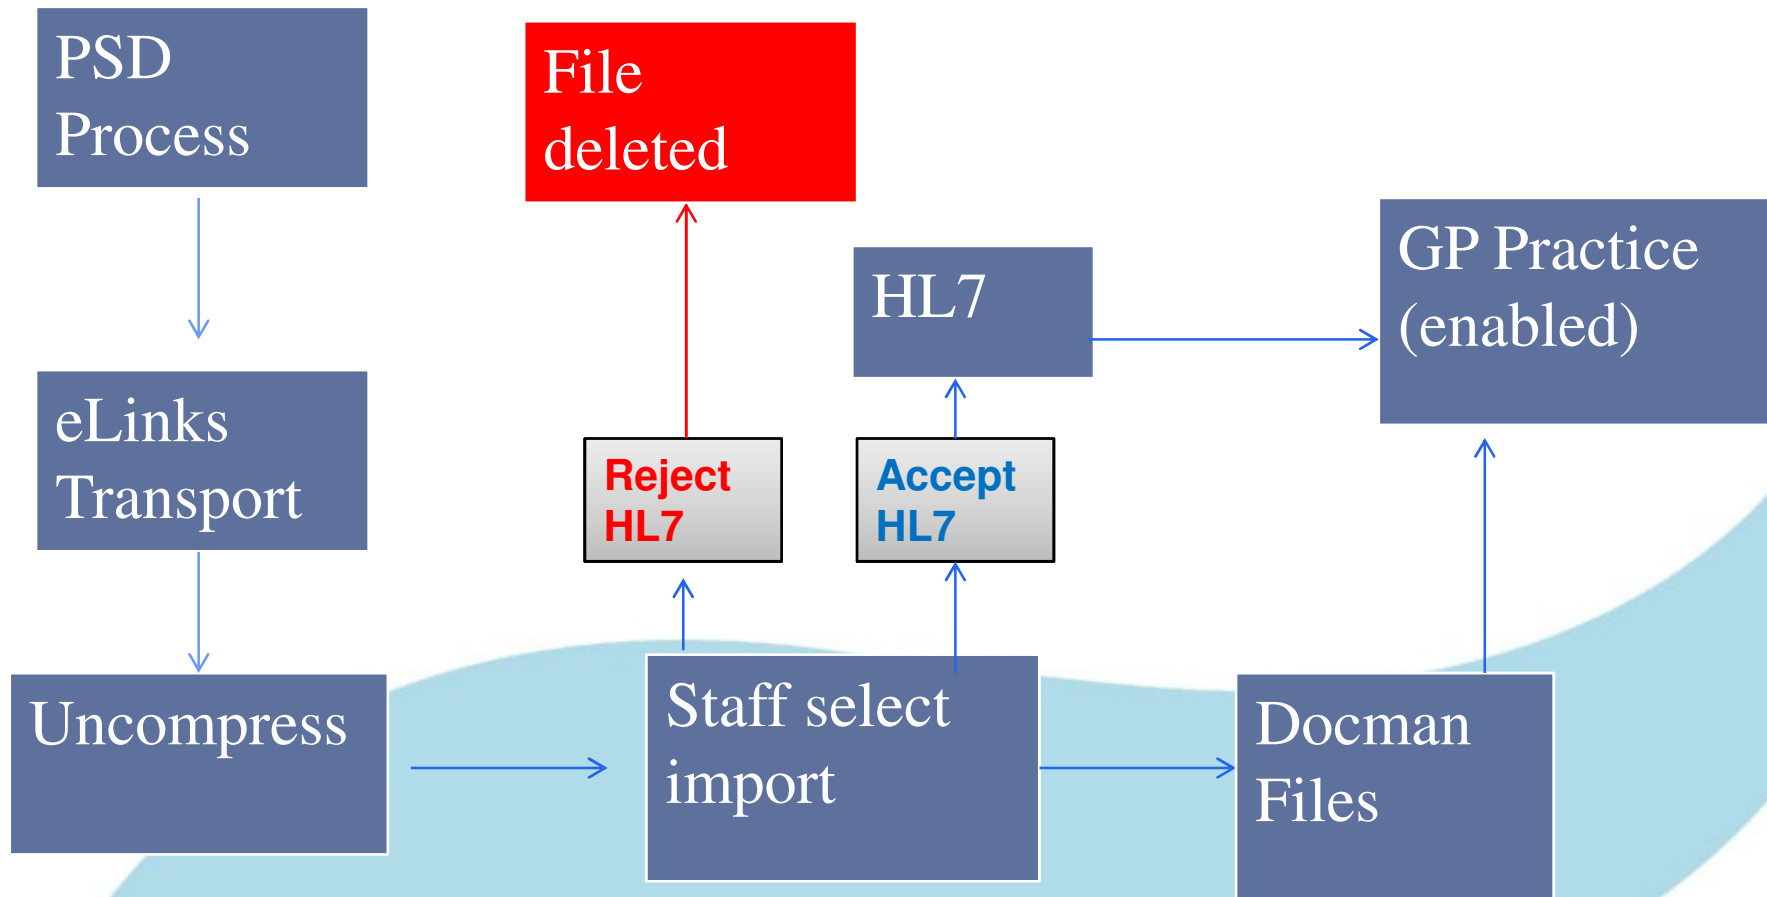 PSD
Process
File
deleted
GP Practice
(enabled)
HL7
eLinks
Transport
Reject
HL7
Accept
HL7
Uncompress
Staff select
import
Docman
Files